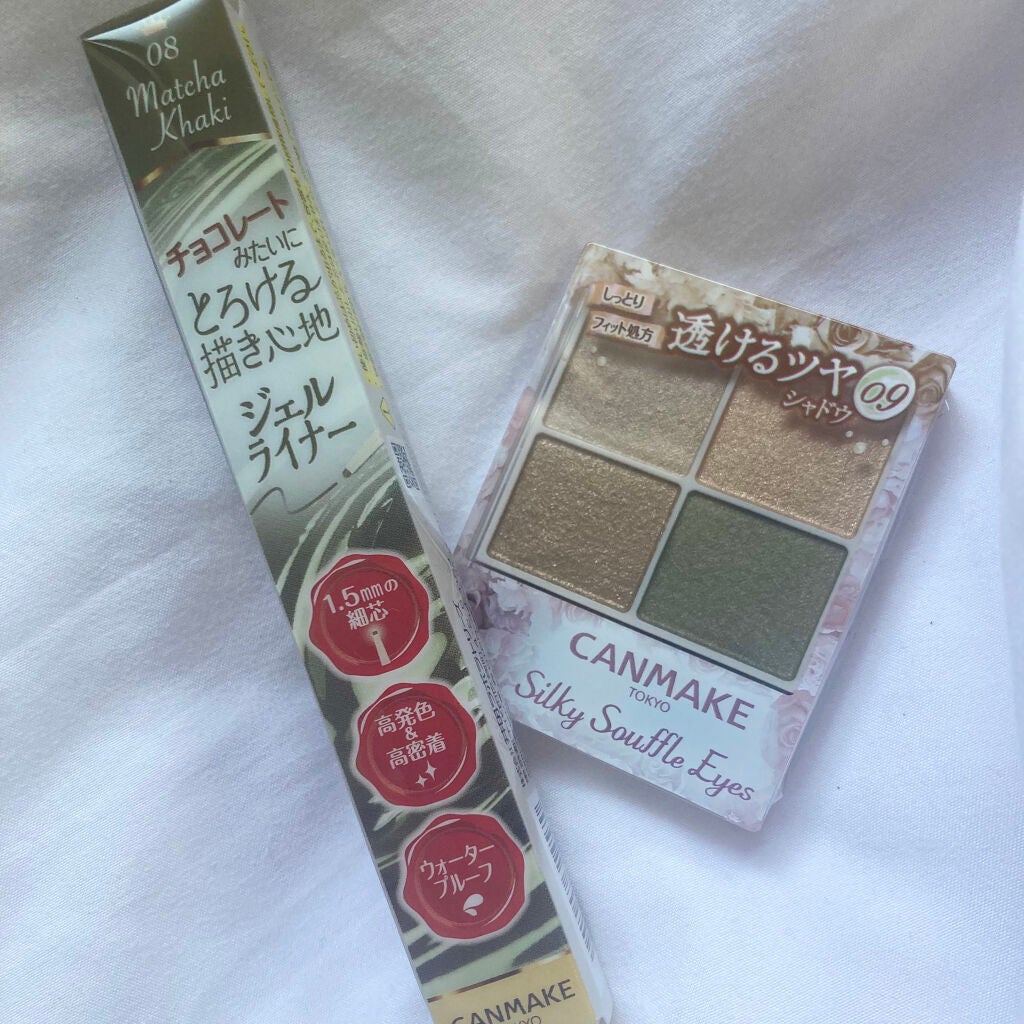 08
Matcha
Khaki
チョコレート
みたいに
とろける
描き心地
ジェル
ライナー
1.5mmの
細芯
高発色
&
高密着
ウォーター
プルーフ
CANMAKE
しっとり
フィット処方
透けるツヤ
シャドウ
09
CANMAKE
TOKYO
Silky Souffle Eyes